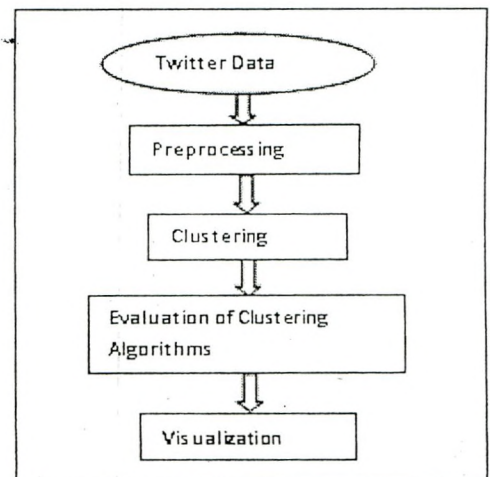 Twitter Data
Preprocessing
Clustering
Evaluation of Clustering
Algorithms
Visualization